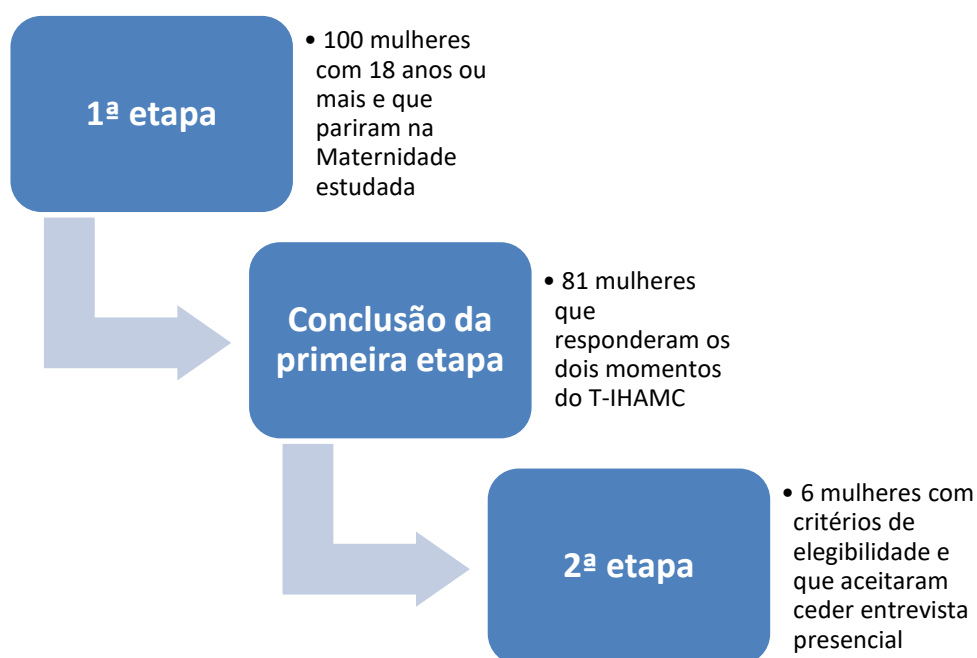 1ª etapa
• 100 mulheres
com 18 anos ou
mais e que
pariram na
Maternidade
estudada
Conclusão da
primeira etapa
• 81 mulheres
que
responderam os
dois momentos
do T-IHAMC
2ª etapa
• 6 mulheres com
critérios de
elegibilidade e
que aceitaram
ceder entrevista
presencial